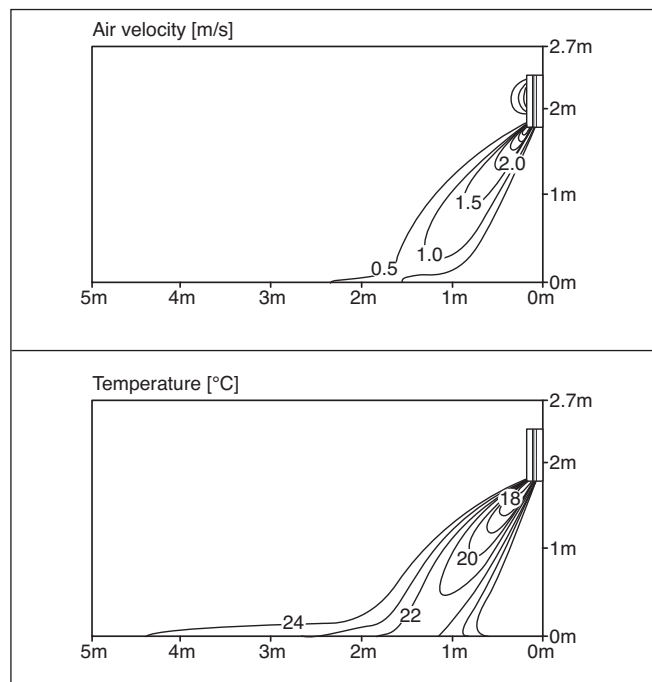 Air velocity [m/s]
2.7m
2m
2.0
1m
1.5
1.0
0.5
0m
5m 4m 3m 2m 1m 0m
Temperature [°C]
2.7m
2m
18
1m
20
22
24
0m
5m 4m 3m 2m 1m 0m